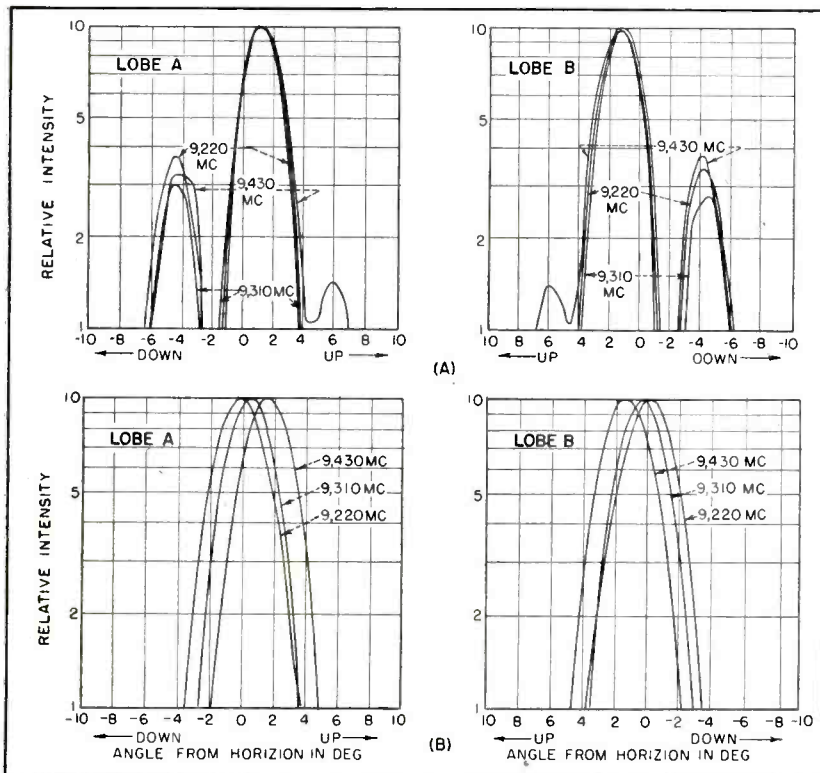 LOBE A
RELATIVE INTENSITY
10
5
2
1
9,220 MC
9,430 MC
9,310 MC
-10 -8 -6 -4 -2 0 2 4 6 8 10
DOWN UP
LOBE B
10
5
2
1
9,430 MC
9,220 MC
9,310 MC
10 8 6 4 2 0 -2 -4 -6 -8 -10
UP DOWN
(A)
LOBE A
RELATIVE INTENSITY
10
5
2
1
9,430 MC
9,310 MC
9,220 MC
-10 -8 -6 -4 -2 0 2 4 6 8 10
DOWN UP
ANGLE FROM HORIZION IN DEG
LOBE B
10
5
2
1
9,430 MC
9,310 MC
9,220 MC
10 8 6 4 2 0 -2 -4 -6 -8 -10
UP DOWN
ANGLE FROM HORIZION IN DEG
(B)